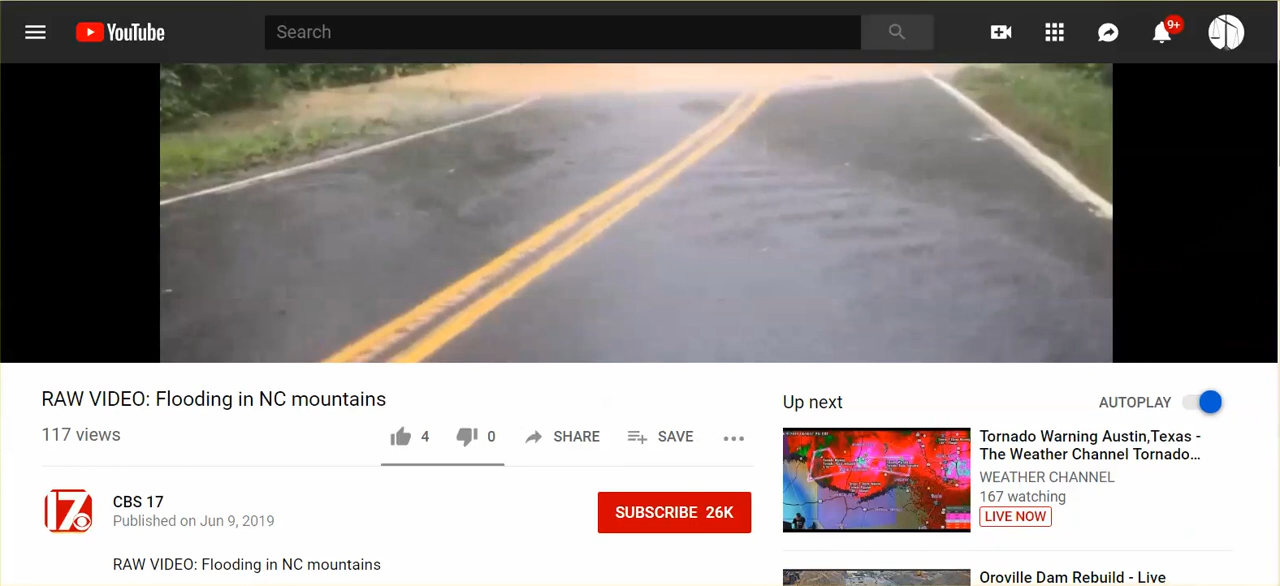 YouTube
Search
9+
RAW VIDEO: Flooding in NC mountains
117 views
4
0
SHARE
SAVE
CBS 17
Published on Jun 9, 2019
SUBSCRIBE 26K
RAW VIDEO: Flooding in NC mountains
Up next
AUTOPLAY
Tornado Warning Austin,Texas -
The Weather Channel Tornado...
WEATHER CHANNEL
167 watching
LIVE NOW
Oroville Dam Rebuild - Live
17